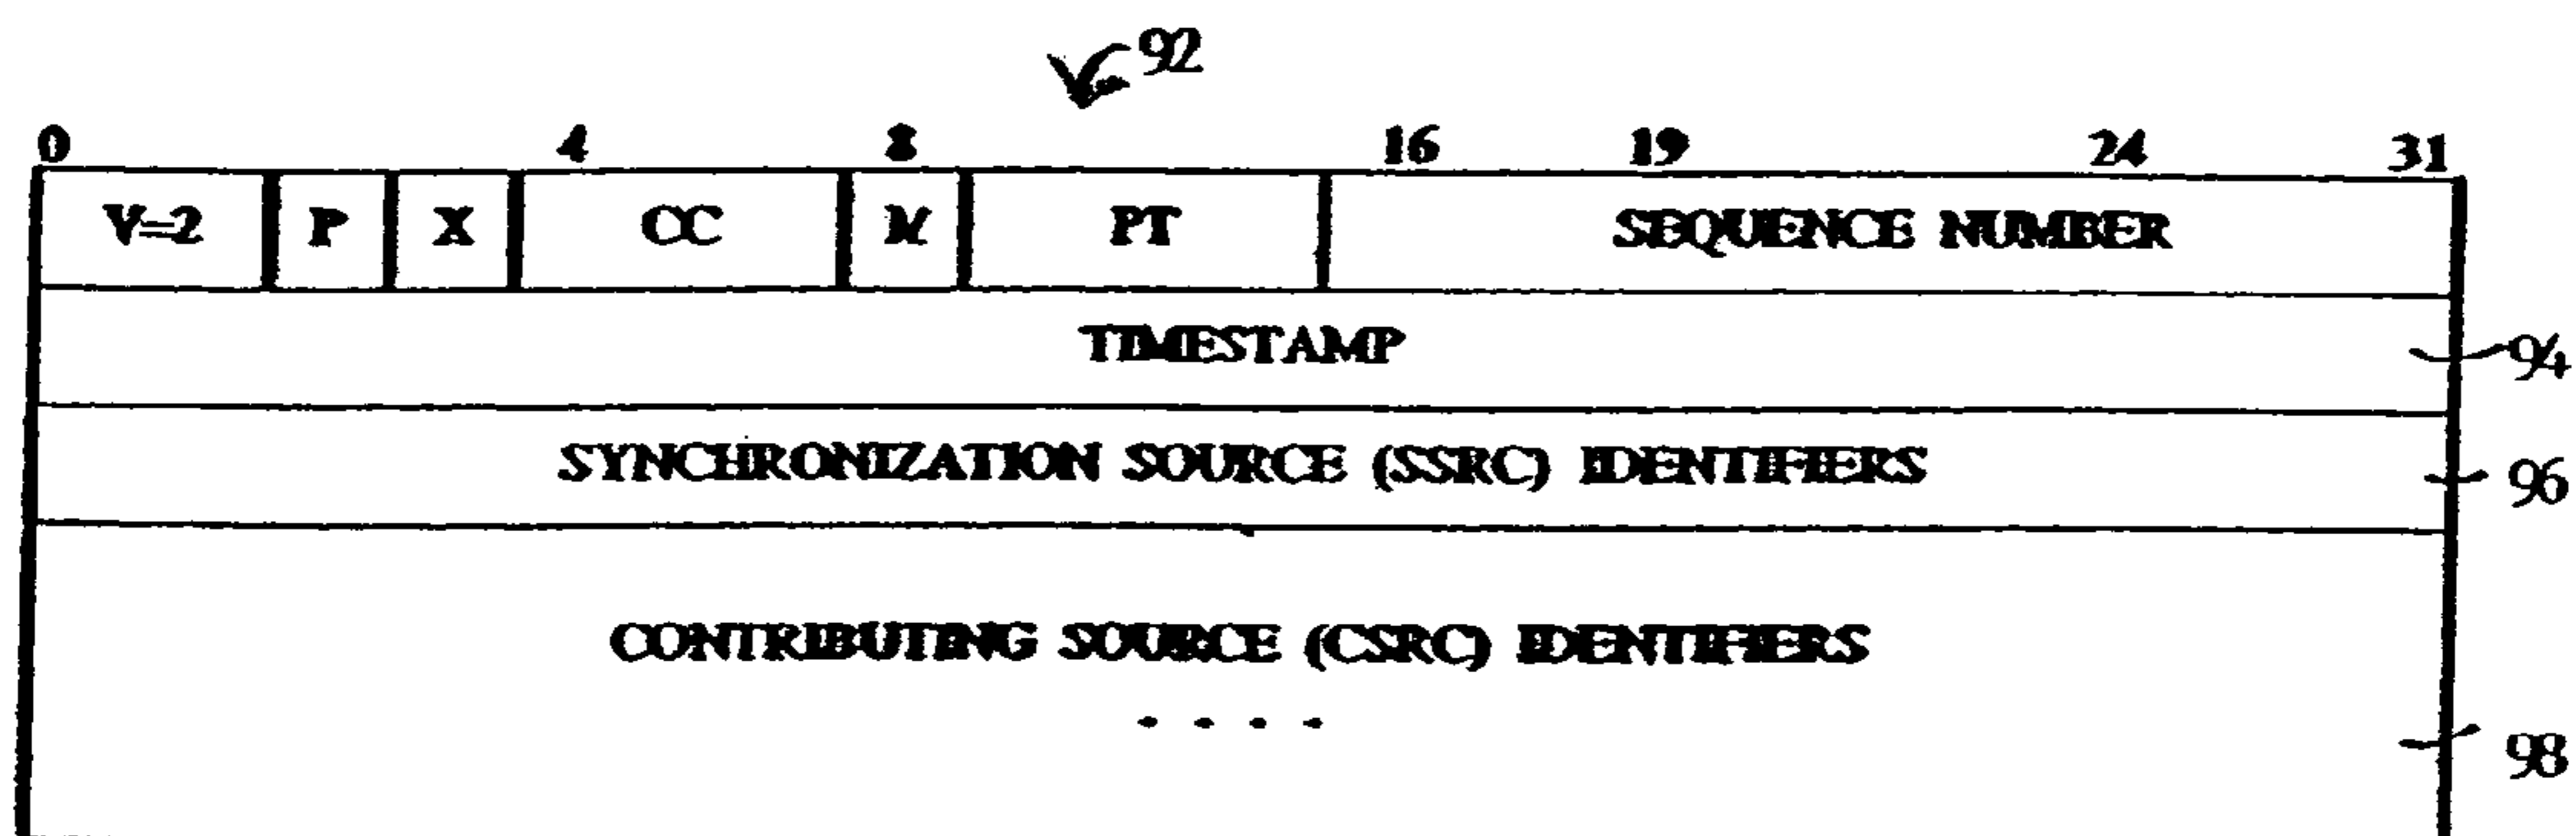 92
0 4 8 16 19 24 31
V=2 P X CC M PT SEQUENCE NUMBER
TIMESTAMP 94
SYNCHRONIZATION SOURCE (SSRC) IDENTIFIERS 96
CONTRIBUTING SOURCE (CSRC) IDENTIFIERS
. . . .
98